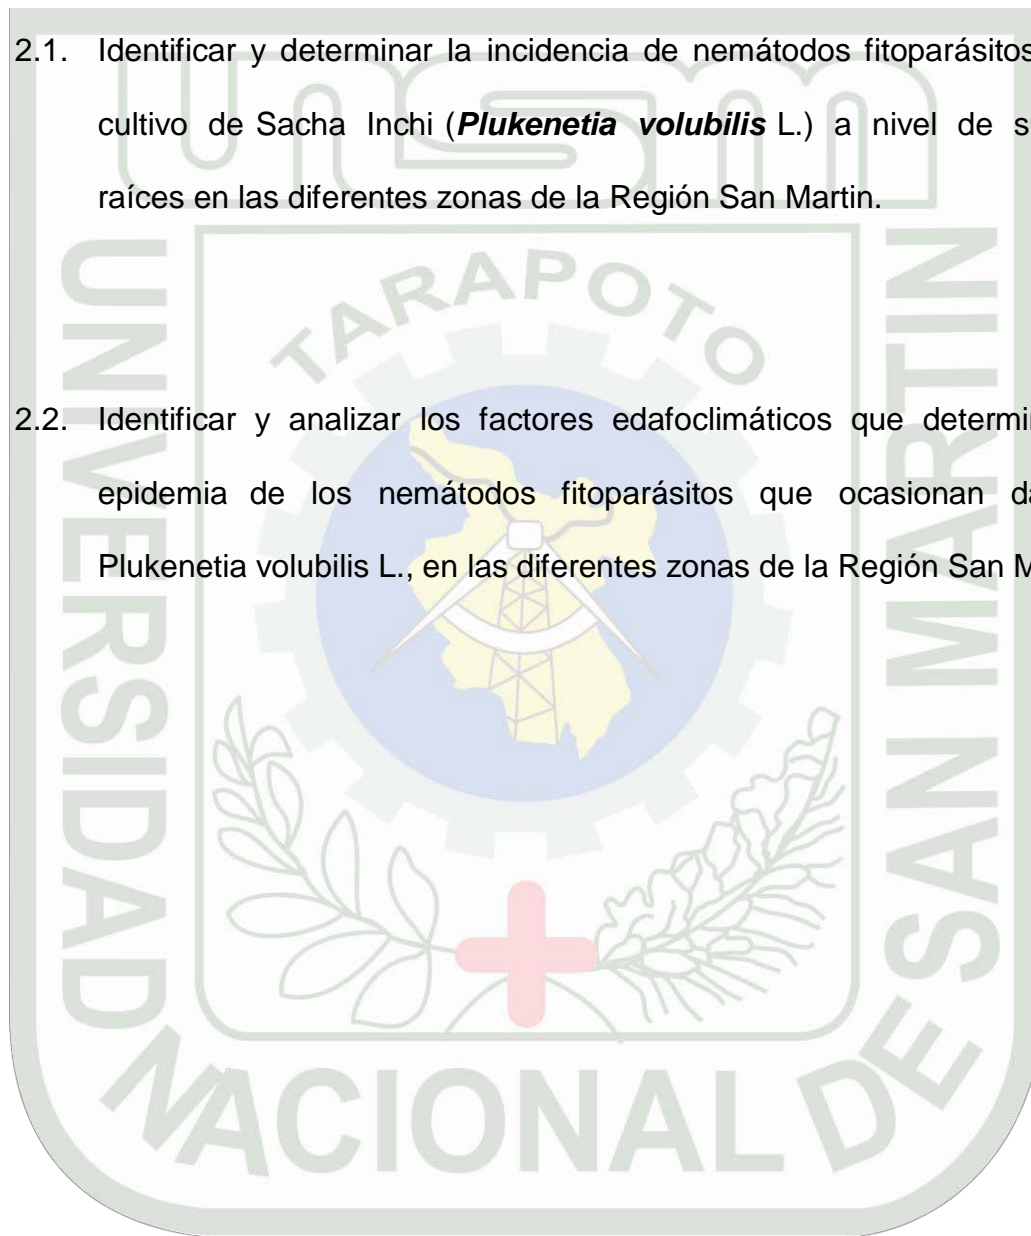 2.1. Identificar y determinar la incidencia de nemátodos fitoparásitos
cultivo de Sacha Inchi (Plukenetia volubilis L.) a nivel de s
raíces en las diferentes zonas de la Región San Martin.
2.2. Identificar y analizar los factores edafoclimáticos que determi
epidemia de los nemátodos fitoparásitos que ocasionan da
Plukenetia volubilis L., en las diferentes zonas de la Región San M
unsm
TARAPOTO
UNIVERSIDAD
NACIONAL DE
SAN MARTIN